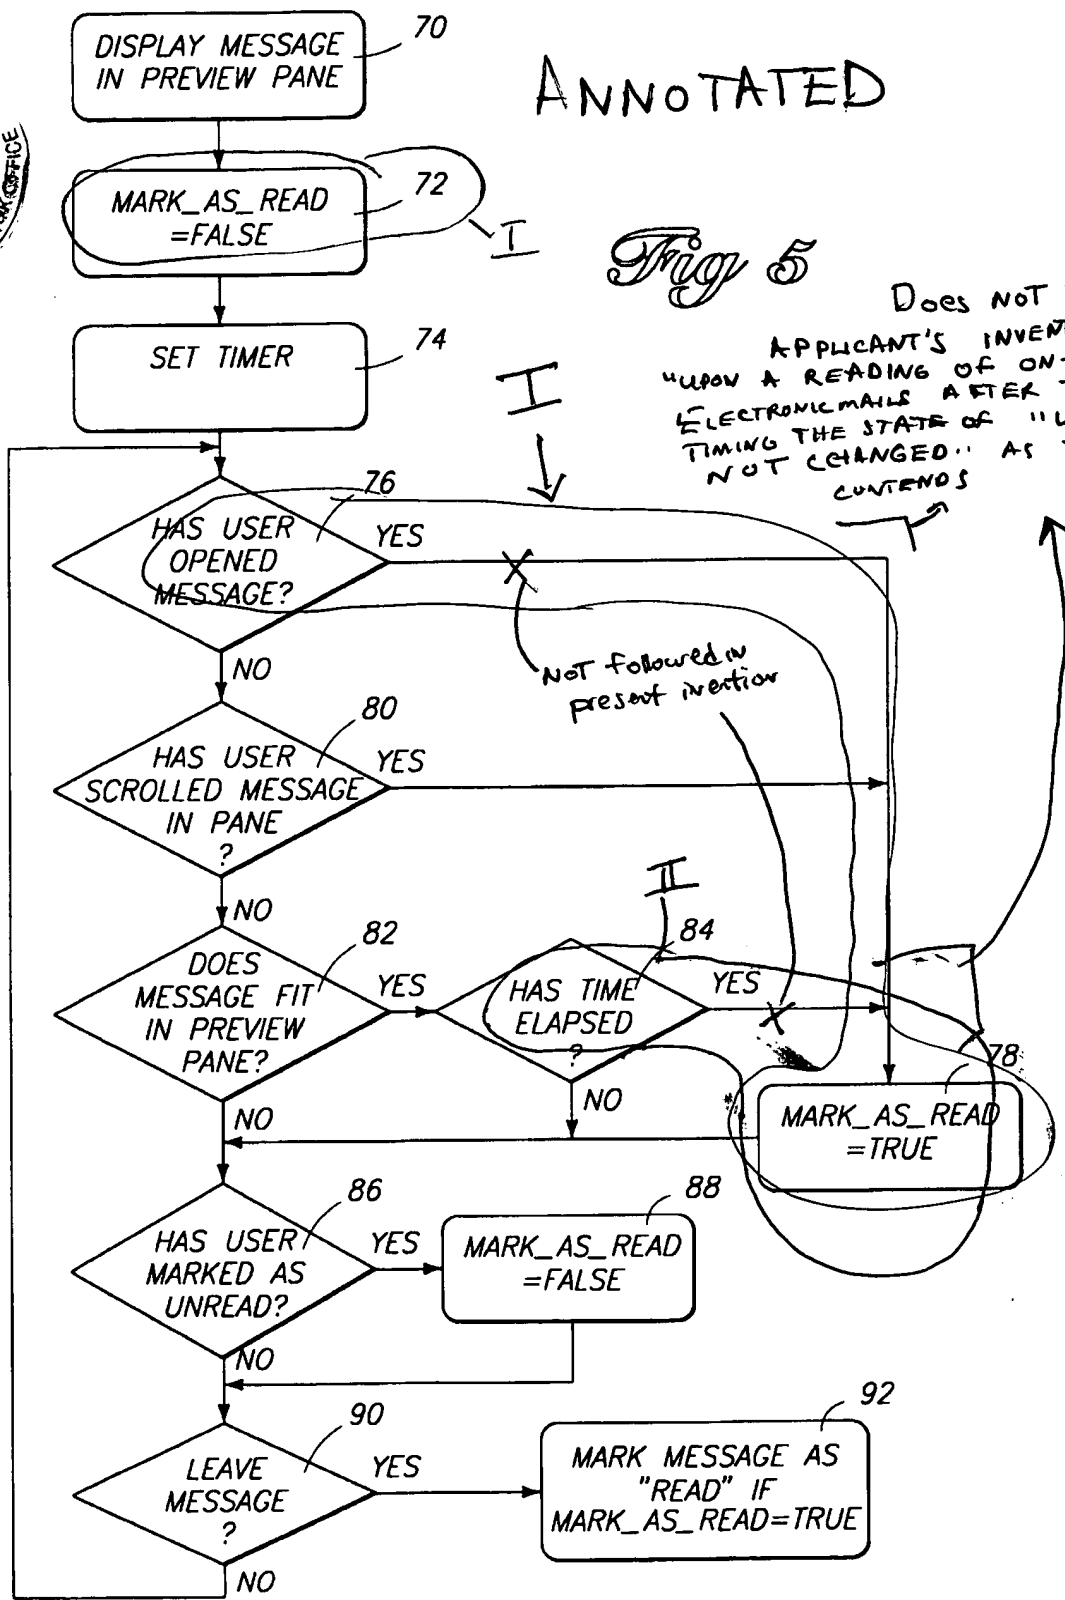 DISPLAY MESSAGE
IN PREVIEW PANE
70
ANNOTATED
OFFICE
MARK_AS_READ
=FALSE
72
I
Fig 5
SET TIMER
74
I
DOES NOT
APPLICANT'S
"UPON A READING OF
ELECTRONIC MAILS AFTER
TIMING THE STATE OF
NOT CHANGED" AS
CONTENDS
HAS USER
OPENED
MESSAGE?
76
YES
NOT followed in
present invertion
NO
HAS USER
SCROLLED MESSAGE
IN PANE
?
80
YES
II
NO
DOES
MESSAGE FIT
IN PREVIEW
PANE?
82
YES
HAS TIME
ELAPSED
?
84
YES
NO
NO
MARK_AS_READ
=TRUE
78
HAS USER
MARKED AS
UNREAD?
86
YES
MARK_AS_READ
=FALSE
88
NO
LEAVE
MESSAGE
?
90
YES
MARK MESSAGE AS
"READ" IF
MARK_AS_READ=TRUE
92
NO